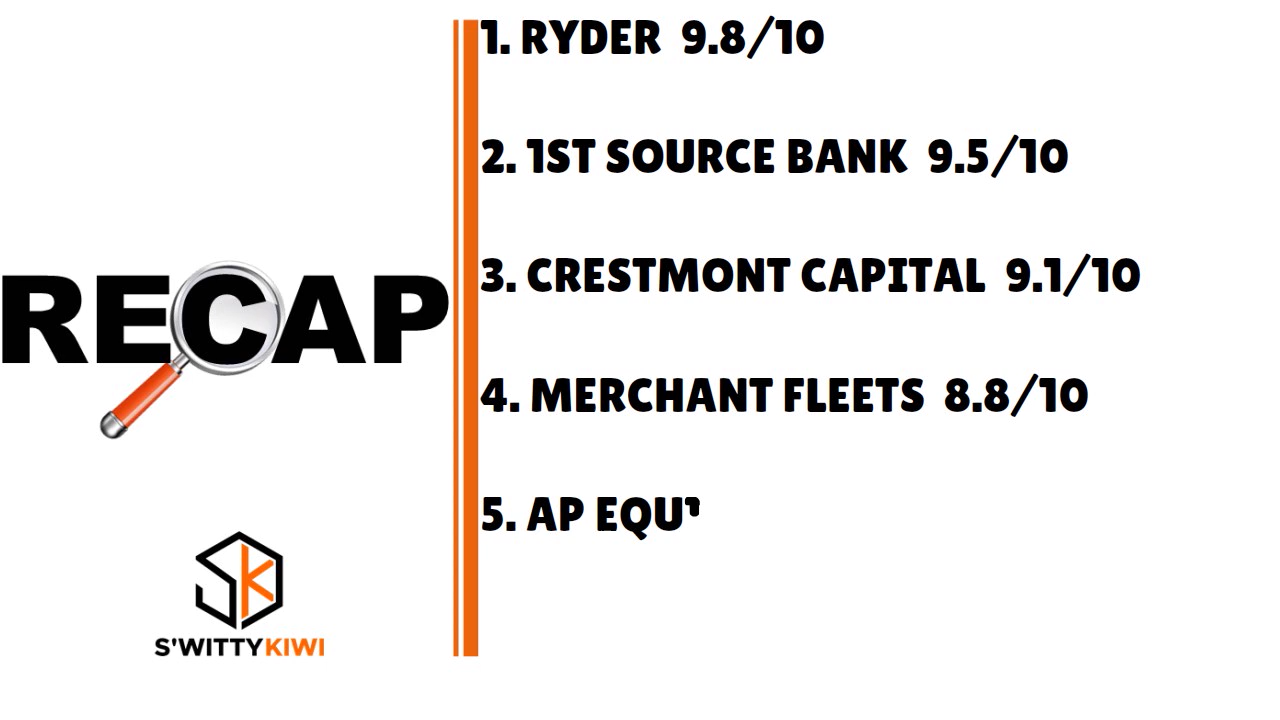 1. RYDER 9.8/10
2. 1ST SOURCE BANK 9.5/10
3. CRESTMONT CAPITAL 9.1/10
4. MERCHANT FLEETS 8.8/10
5. AP
RECAP
SK
S'WITTYKIWI